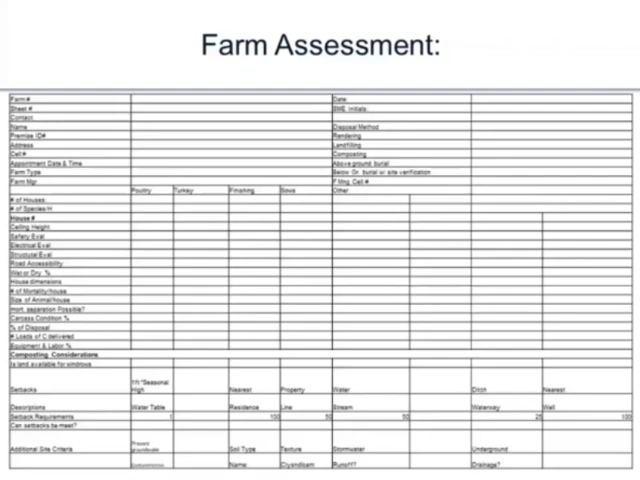 Farm Assessment:
Farm # Date:
Sheet # SME Initials:
Contact
Name Disposal Method
Premise ID# Rendering
Address Landfilling
Cell # Composting
Appointment Date & Time Above ground burial
Farm Type Below Gr. burial w/ site verification
Farm Mgr F Mng. Cell #
Poultry Turkey Finishing Sows Other
# of Houses:
# of Species/H
House #
Ceiling Height
Safety Eval
Electrical Eval
Structural Eval
Road Accessibility
Wet or Dry %
House dimensions
# of Mortality/house
Size of Animal/house
mort. separation Possible?
Carcass Condition %
% of Disposal
# Loads of C delivered
Equipment & Labor %
Composting Considerations
Is land available for windrows
Setbacks 1ft "Seasonal High Nearest Property Water Ditch Nearest
Descriptions Water Table Residence Line Stream Waterway Well
Setback Requirements 1 100 50 50 25 100
Can setbacks be meet?
Additional Site Criteria Prevent groundwater Soil Type Texture Stormwater Underground
Name: Clysndloam Runoff? Drainage?